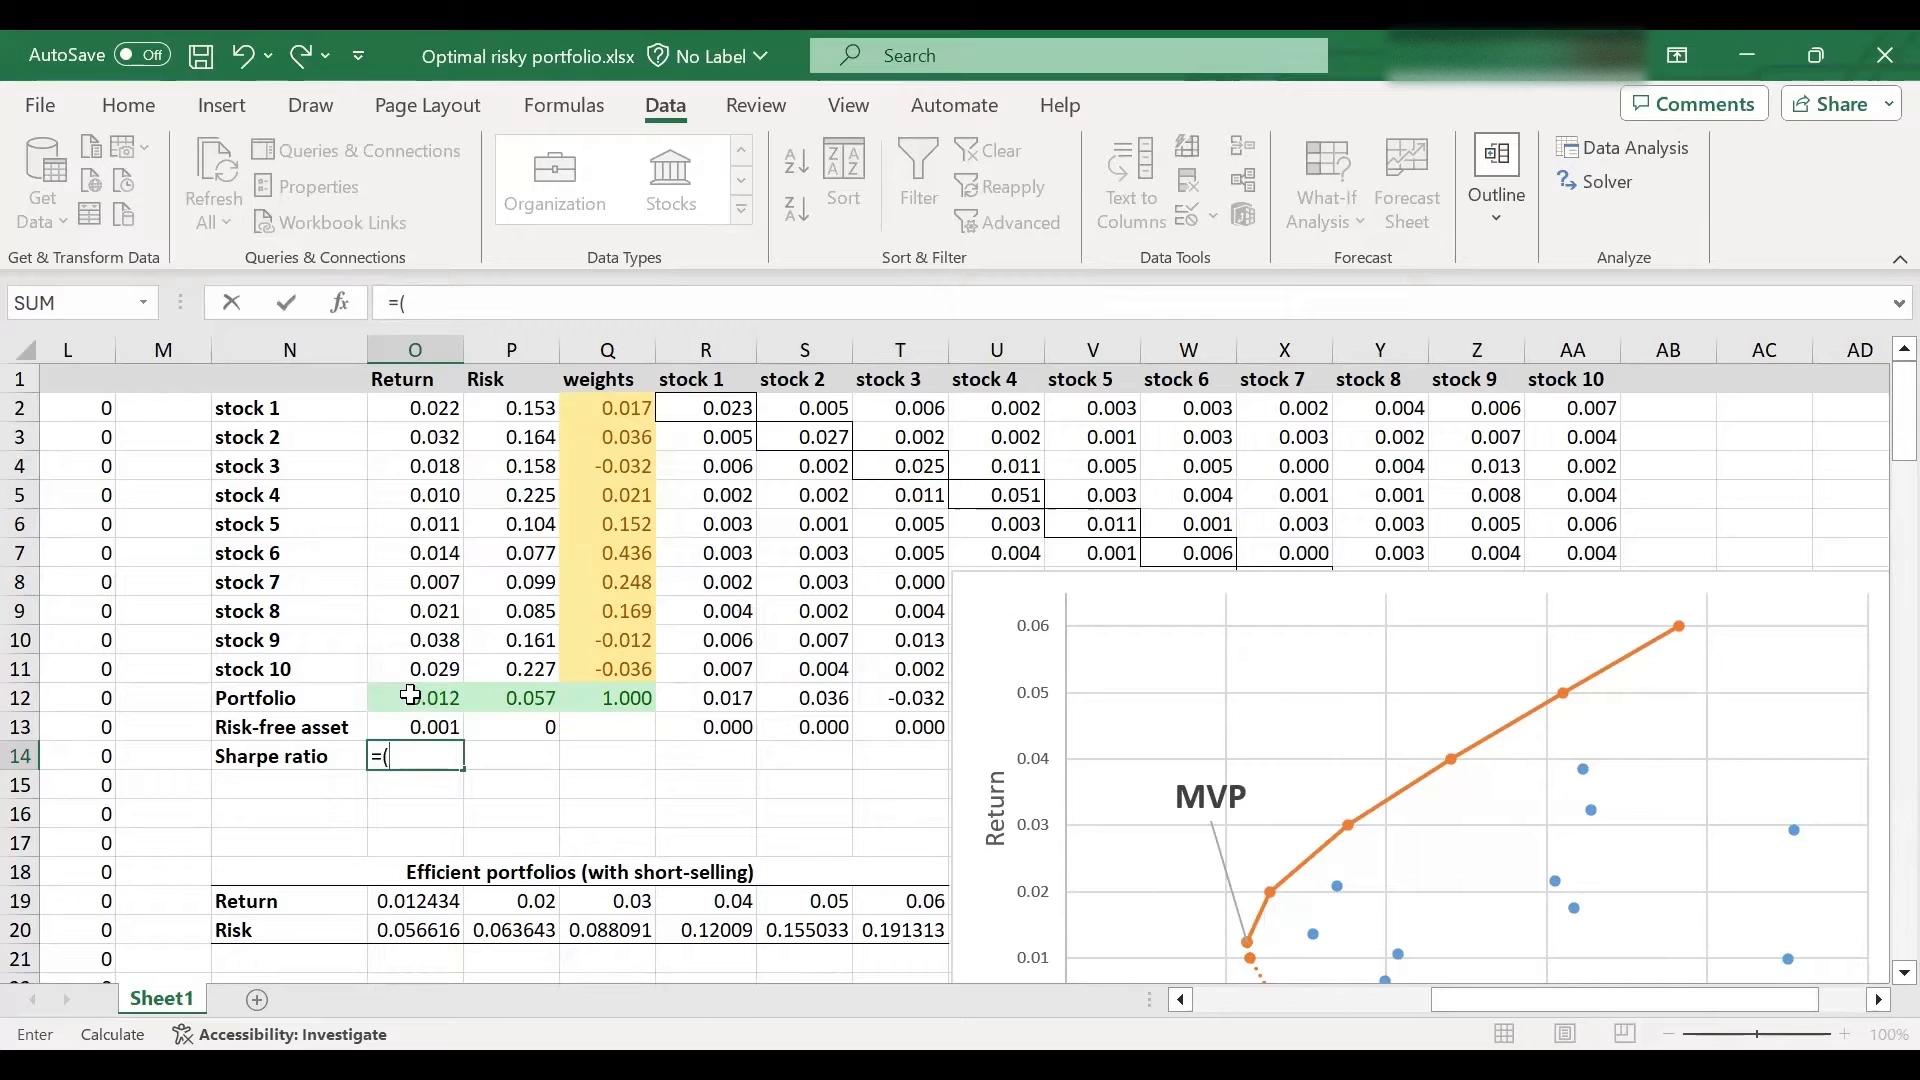 AutoSave Off Optimal risky portfolio.xlsx No Label Search
File Home Insert Draw Page Layout Formulas Data Review View Automate Help Comments Share
Get Data
Refresh All
Queries & Connections
Properties
Workbook Links
Organization Stocks
Sort
Filter
Clear
Reapply
Advanced
Text to Columns
What-If Analysis
Forecast Sheet
Outline
Data Analysis
Solver
Get & Transform Data Queries & Connections Data Types Sort & Filter Data Tools Forecast Analyze
SUM fx =(
L M N O P Q R S T U V W X Y Z AA AB AC AD
1 Return Risk weights stock 1 stock 2 stock 3 stock 4 stock 5 stock 6 stock 7 stock 8 stock 9 stock 10
2 0 stock 1 0.022 0.153 0.017 0.023 0.005 0.006 0.002 0.003 0.003 0.002 0.004 0.006 0.007
3 0 stock 2 0.032 0.164 0.036 0.005 0.027 0.002 0.002 0.001 0.003 0.003 0.002 0.007 0.004
4 0 stock 3 0.018 0.158 -0.032 0.006 0.002 0.025 0.011 0.005 0.005 0.000 0.004 0.013 0.002
5 0 stock 4 0.010 0.225 0.021 0.002 0.002 0.011 0.051 0.003 0.004 0.001 0.001 0.008 0.004
6 0 stock 5 0.011 0.104 0.152 0.003 0.001 0.005 0.003 0.011 0.001 0.003 0.003 0.005 0.006
7 0 stock 6 0.014 0.077 0.436 0.003 0.003 0.005 0.004 0.001 0.006 0.000 0.003 0.004 0.004
8 0 stock 7 0.007 0.099 0.248 0.002 0.003 0.000
9 0 stock 8 0.021 0.085 0.169 0.004 0.002 0.004
10 0 stock 9 0.038 0.161 -0.012 0.006 0.007 0.013
11 0 stock 10 0.029 0.227 -0.036 0.007 0.004 0.002
12 0 Portfolio 0.012 0.057 1.000 0.017 0.036 -0.032
13 0 Risk-free asset 0.001 0 0.000 0.000 0.000
14 0 Sharpe ratio =(
15 0
16 0
17 0
18 0 Efficient portfolios (with short-selling)
19 0 Return 0.012434 0.02 0.03 0.04 0.05 0.06
20 0 Risk 0.056616 0.063643 0.088091 0.12009 0.155033 0.191313
21 0
0.06
0.05
0.04
MVP
Return
0.03
0.02
0.01
Sheet1
Enter Calculate Accessibility: Investigate 100%